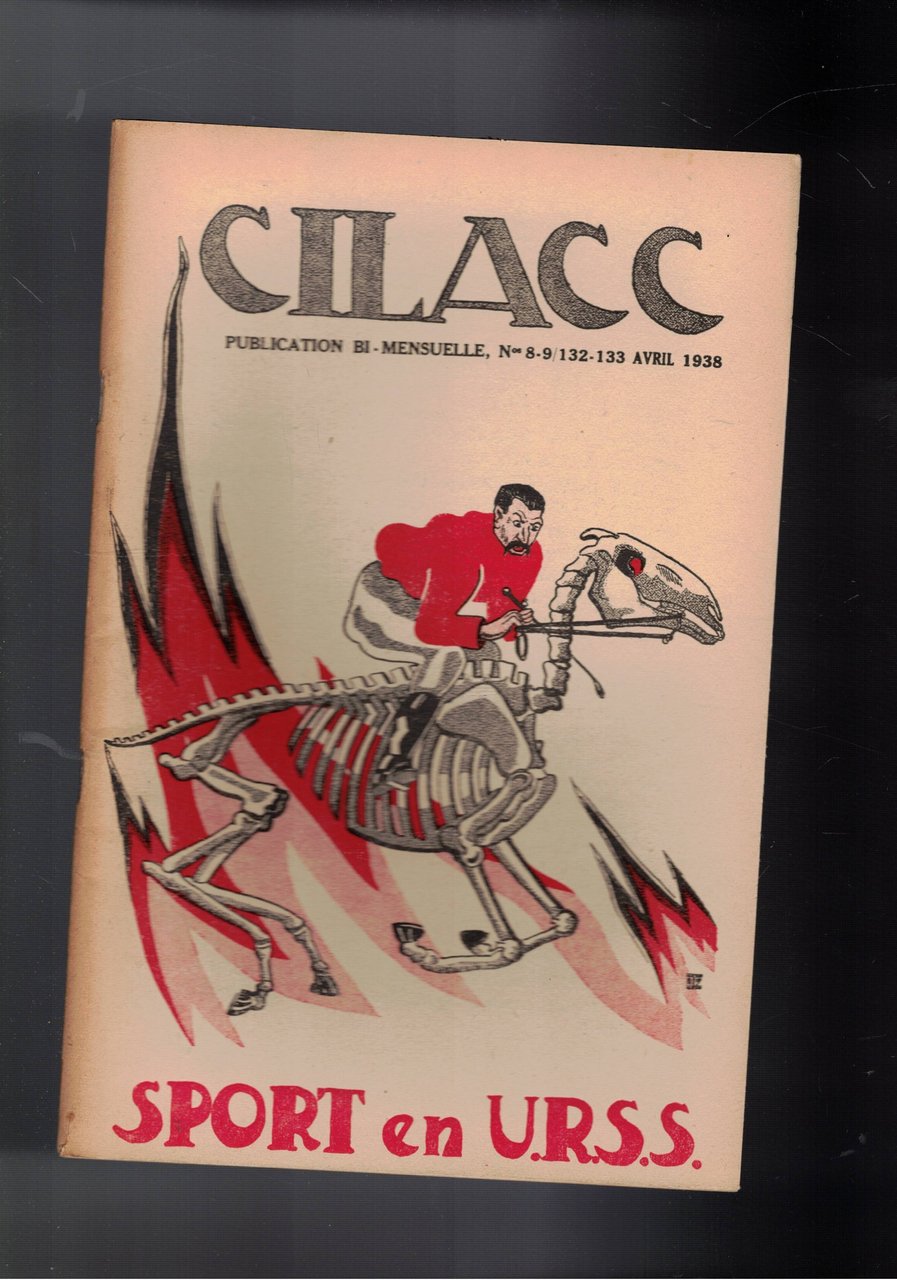 CILACC
PUBLICATION BI-MENSUELLE, Nos 8-9/132-133 AVRIL 1938
SPORT en U.R.S.S.